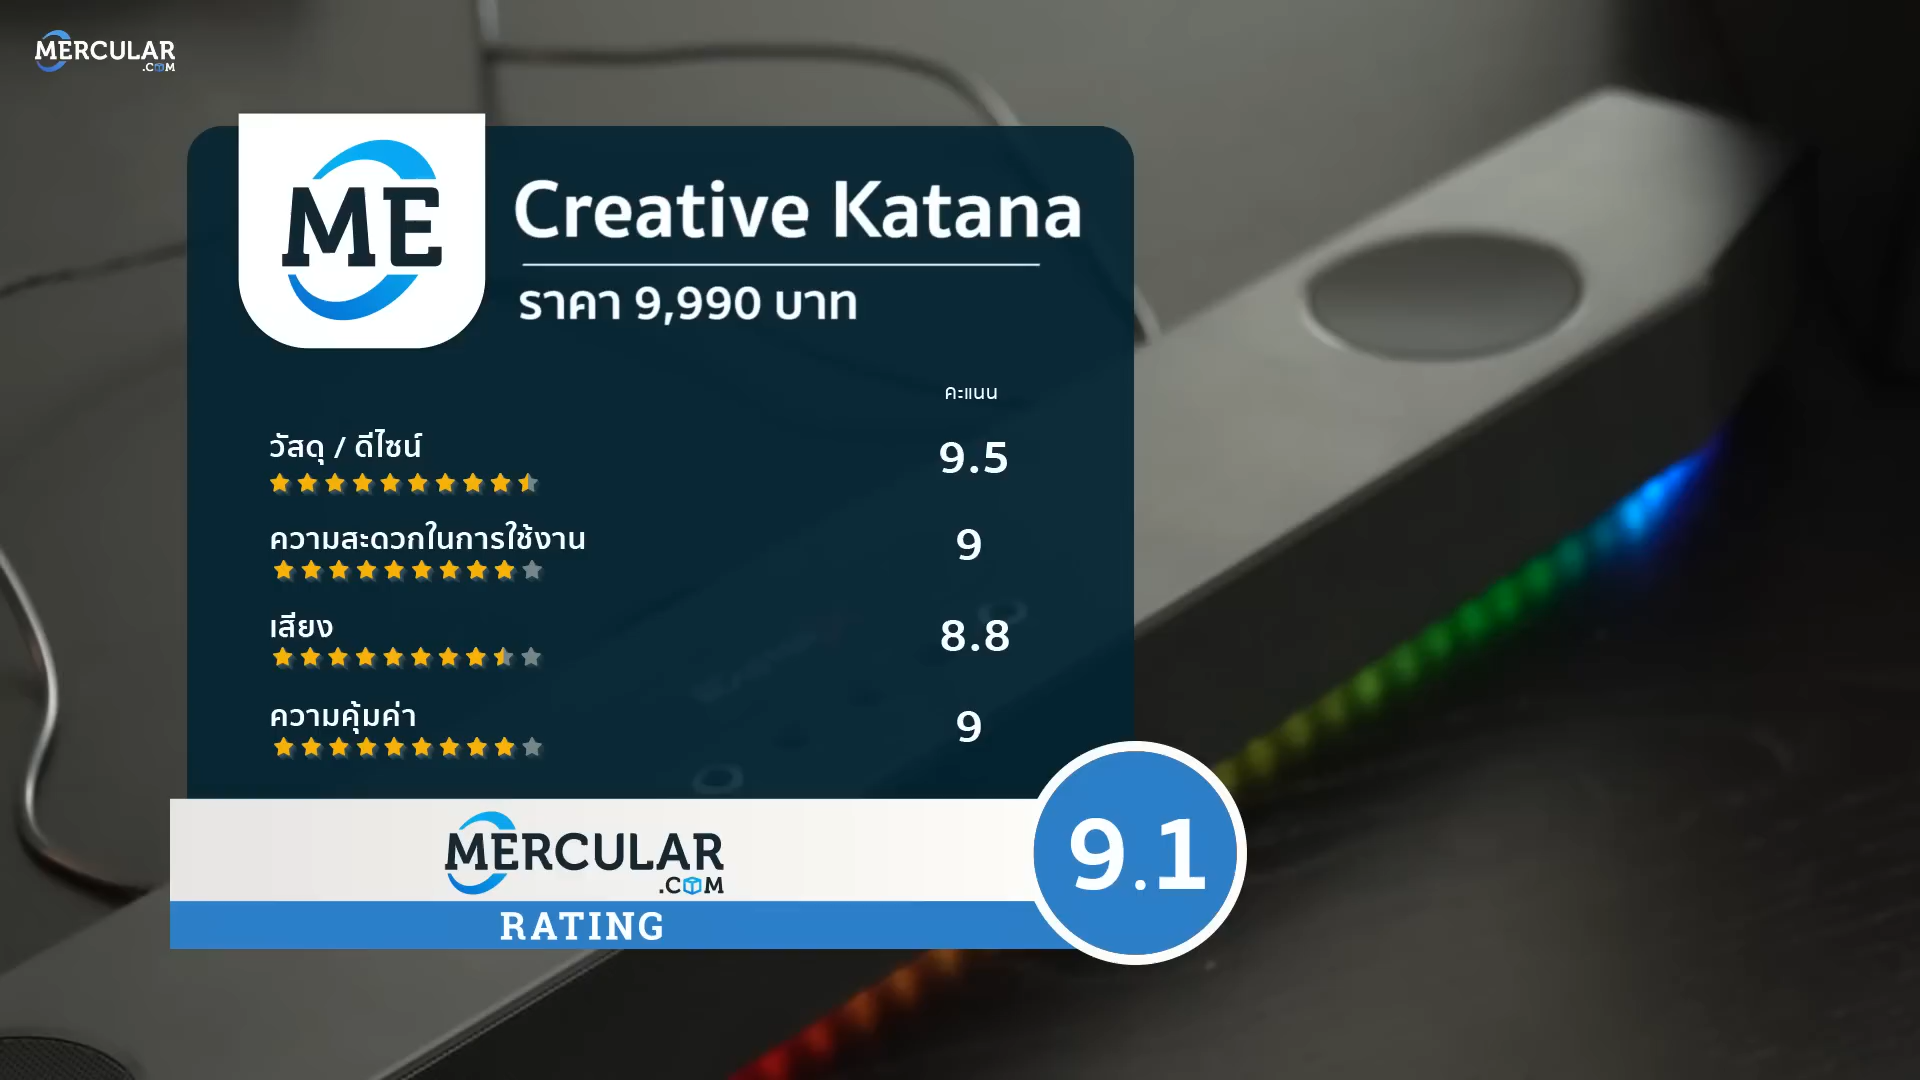 MERCULAR
.COM
ME
Creative Katana
ราคา 9,990 บาท
คะแนน
วัสดุ / ดีไซน์
9.5
ความสะดวกในการใช้งาน
9
เสียง
8.8
ความคุ้มค่า
9
MERCULAR
.COM
9.1
RATING